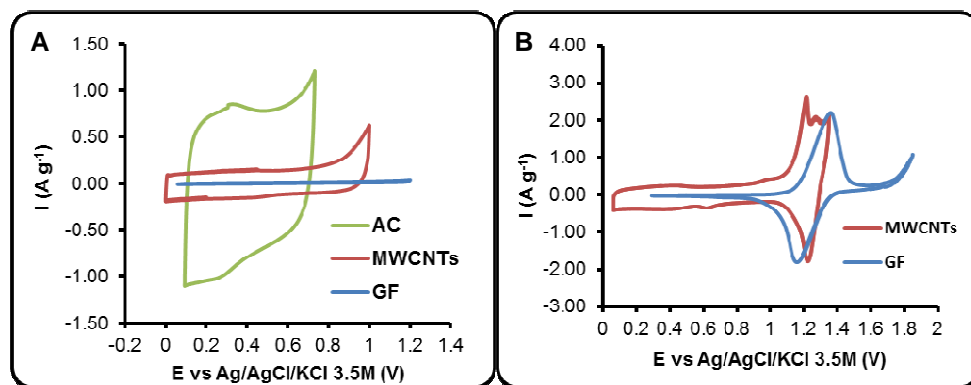 A
I (A g-1)
1.50
1.00
0.50
0.00
-0.50
-1.00
-1.50
-0.2 0 0.2 0.4 0.6 0.8 1 1.2 1.4
AC
MWCNTs
GF
E vs Ag/AgCl/KCl 3.5M (V)
B
I (A g-1)
4.00
3.00
2.00
1.00
0.00
-1.00
-2.00
-3.00
0 0.2 0.4 0.6 0.8 1 1.2 1.4 1.6 1.8 2
MWCNTs
GF
E vs Ag/AgCl/KCl 3.5M (V)